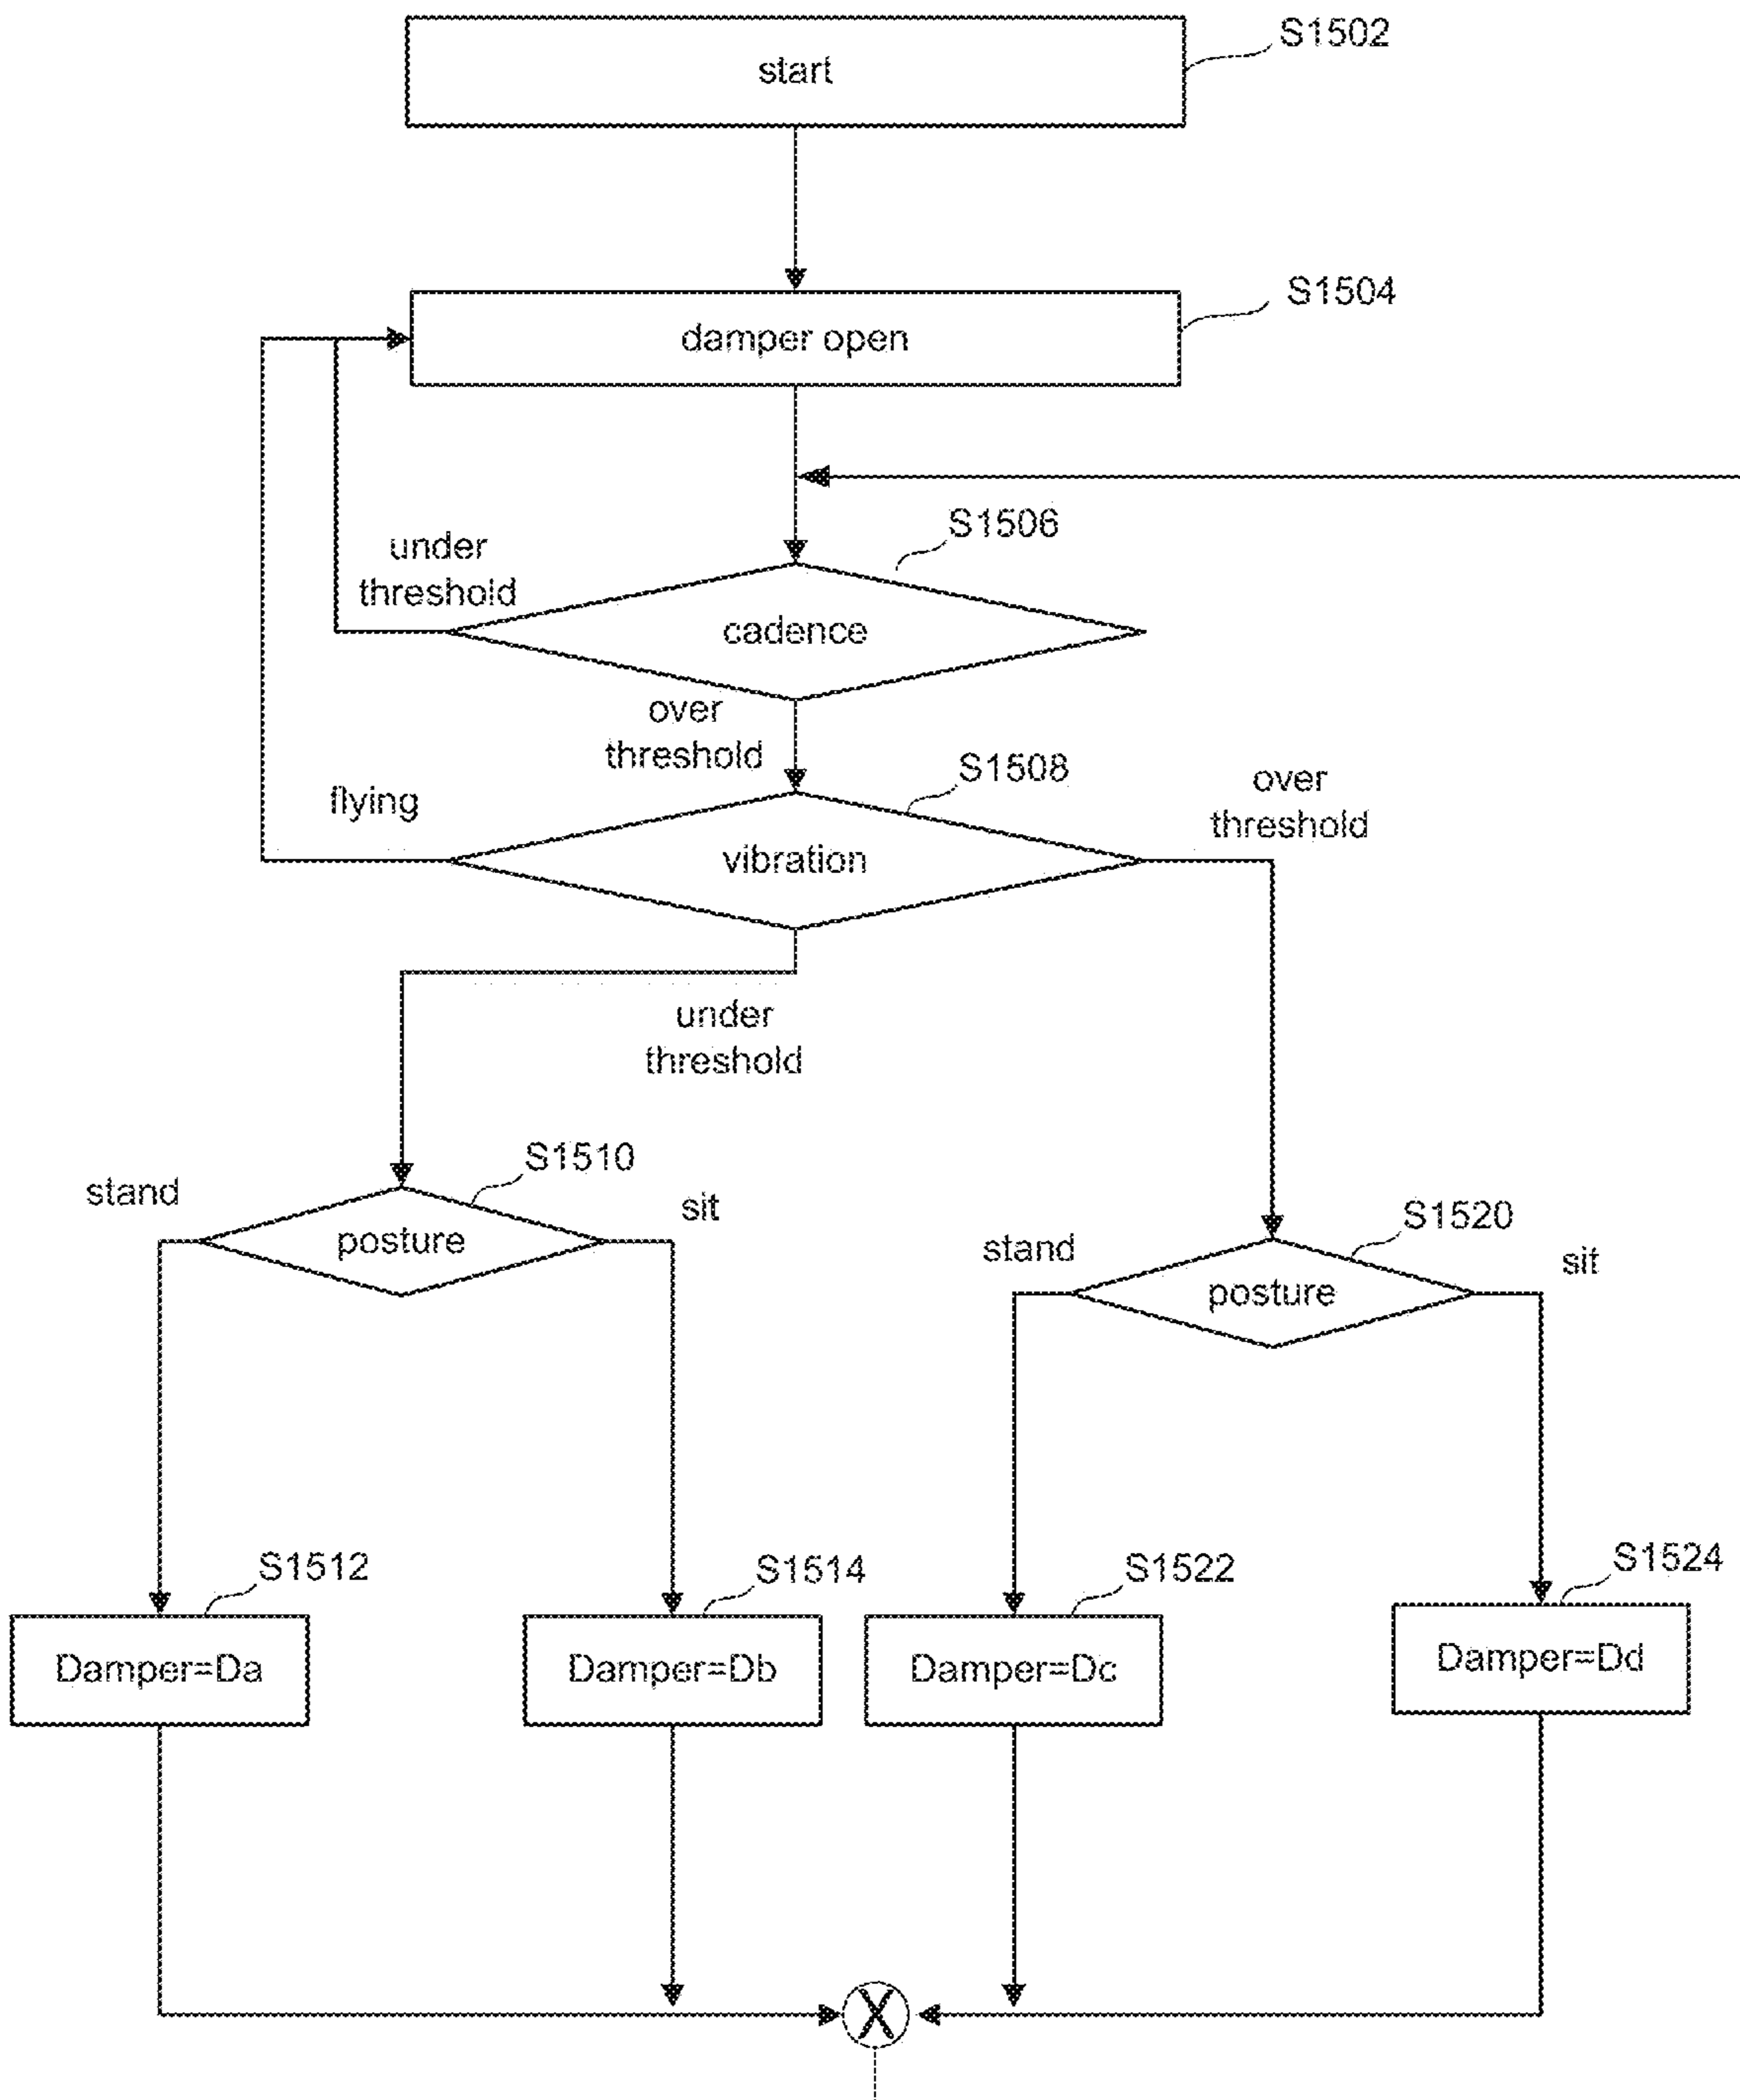 S1502
start
S1504
damper open
S1506
under
threshold
cadence
over
threshold
S1508
over
threshold
flying
vibration
under
threshold
S1510
stand
sit
posture
S1520
stand
sit
posture
S1512
S1514
S1522
S1524
Damper=Da
Damper=Db
Damper=Dc
Damper=Dd
X